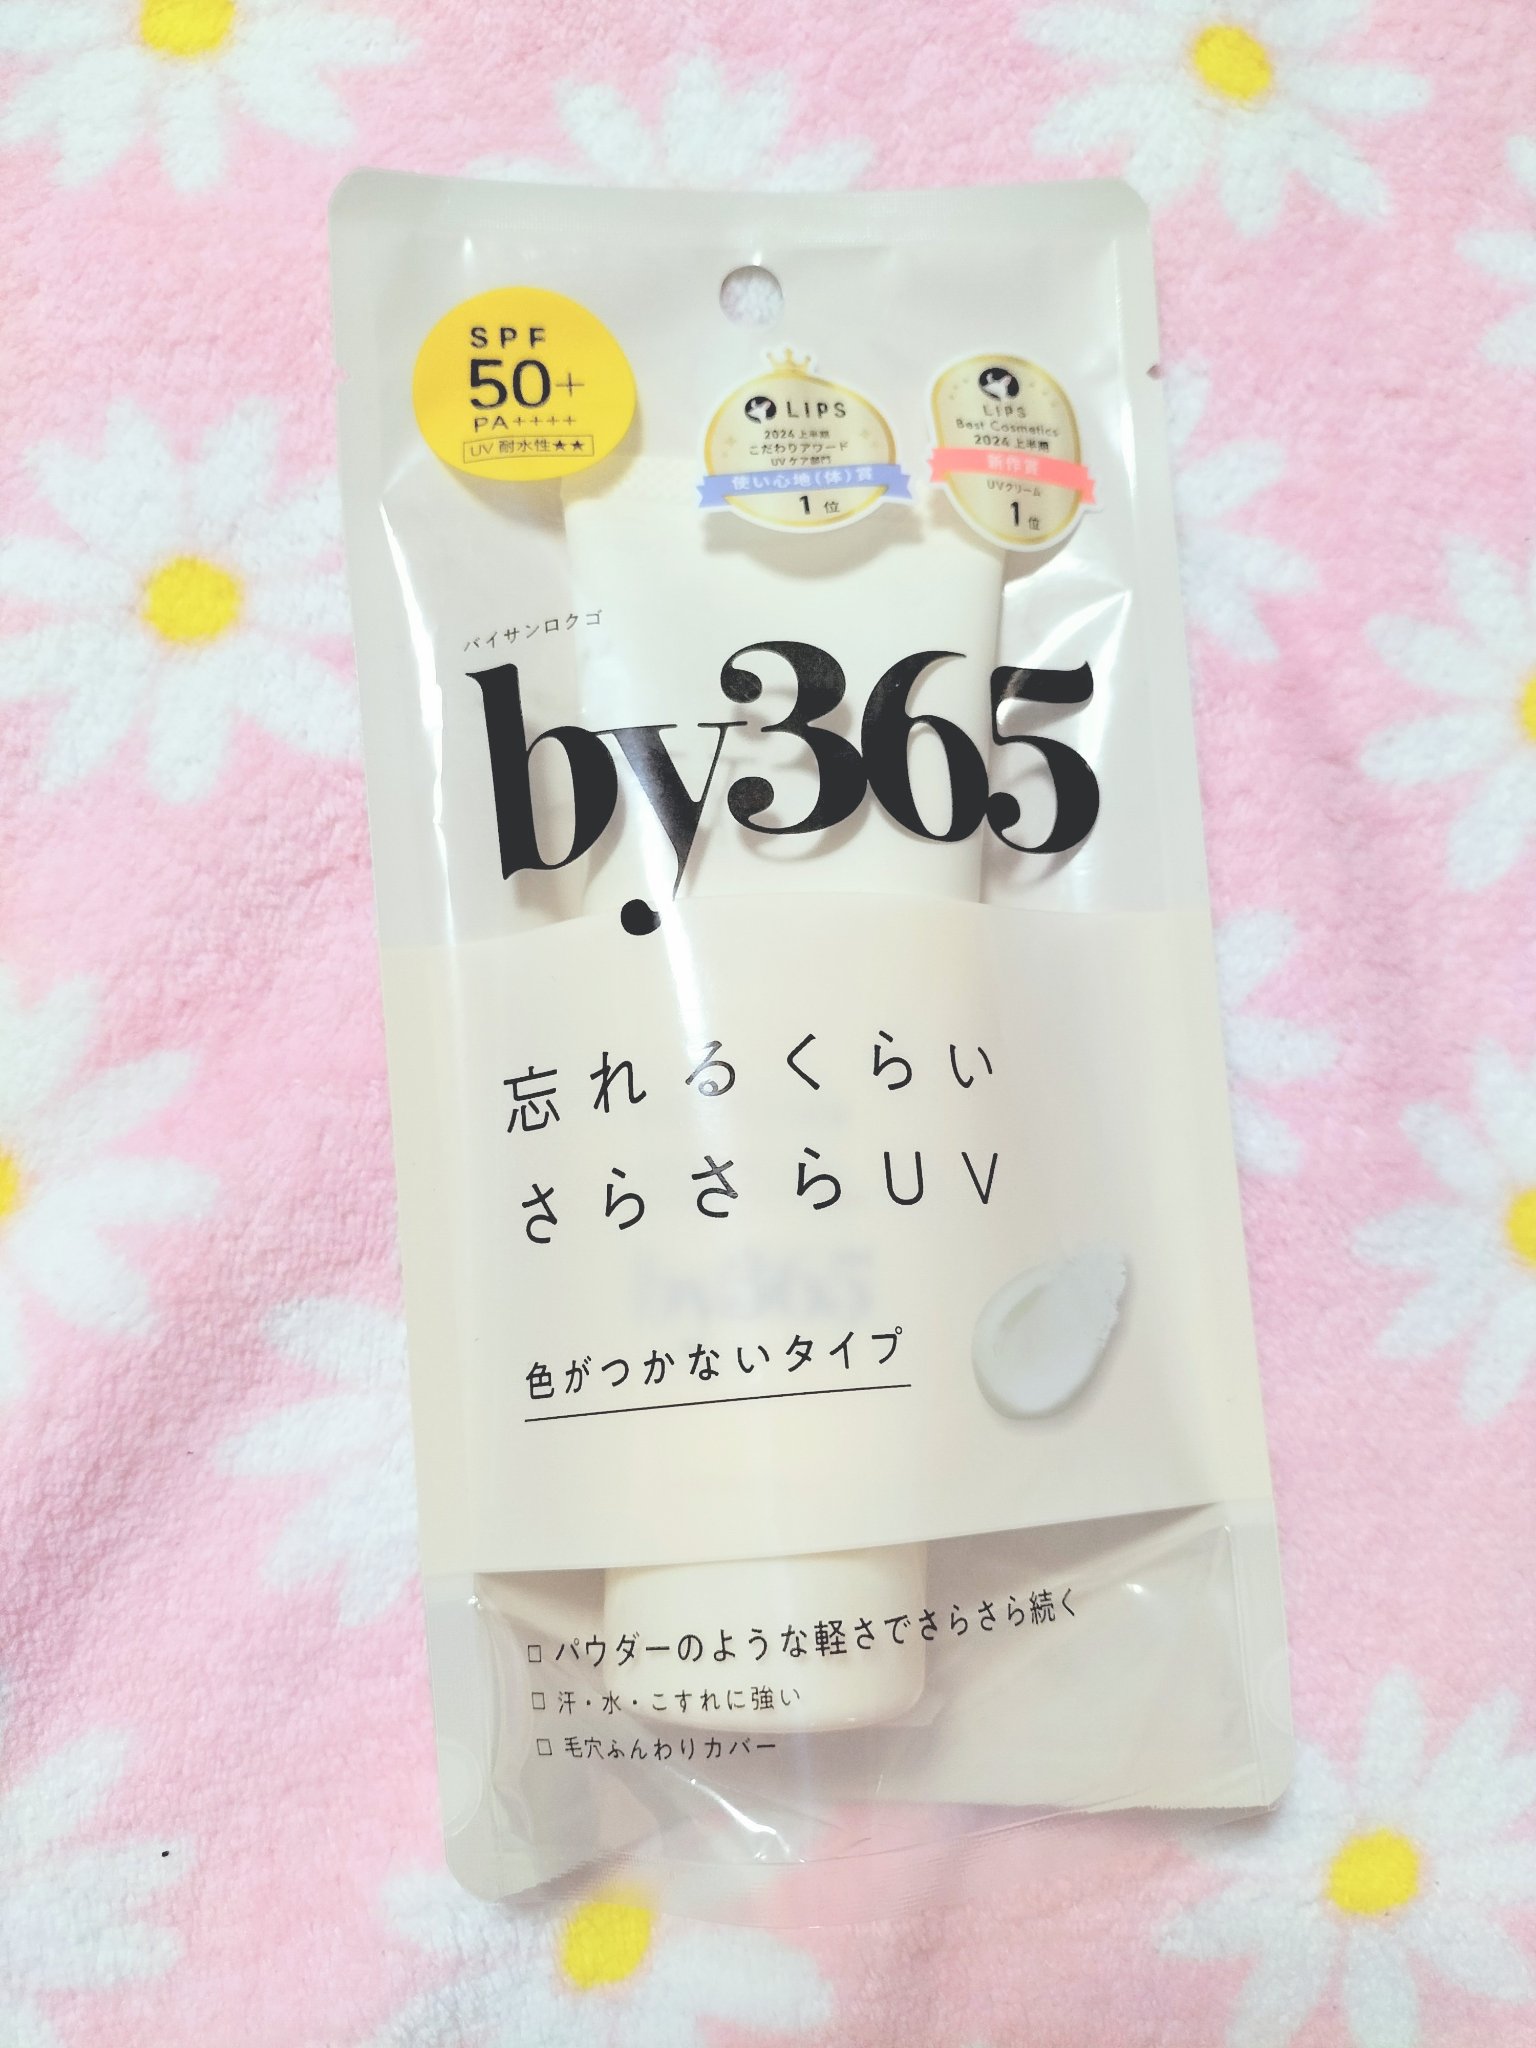 SPF
50+
PA++++
UV 耐水性★★
LIPS
2024 上半期
こだわりアワード
UVケア部門
使い心地(体)賞
1位
LIPS
Best Cosmetics
2024 上半期
新作賞
UVクリーム
1位
バイサンロクゴ
by365
忘れるくらい
さらさらUV
色がつかないタイプ
□ パウダーのような軽さでさらさら続く
□ 汗・水・こすれに強い
□ 毛穴ふんわりカバー